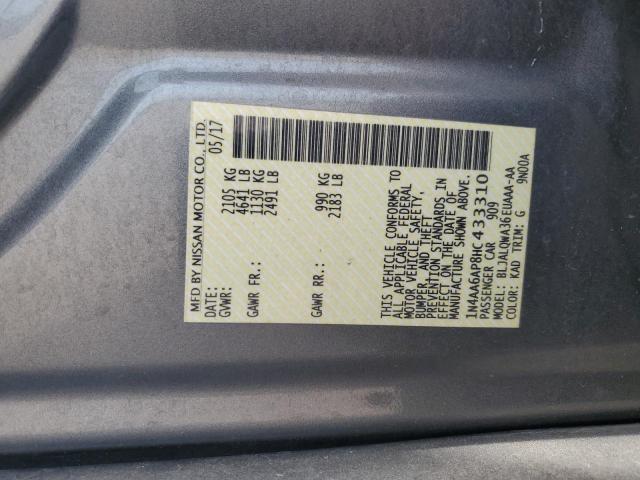 MFD BY NISSAN MOTOR CO., LTD.
DATE: 05/17
GVWR: 2105 KG
4641 LB
GAWR FR.: 1130 KG
2491 LB
GAWR RR.: 990 KG
2183 LB
THIS VEHICLE CONFORMS TO
ALL APPLICABLE FEDERAL
MOTOR VEHICLE SAFETY,
BUMPER, AND THEFT
PREVENTION STANDARDS IN
EFFECT ON THE DATE OF
MANUFACTURE SHOWN ABOVE.
1N4AA6AP8HC433310
PASSENGER CAR 909
MODEL: BLJALQWA36EUAAA-AA
COLOR: KAD TRIM: G 9N00A